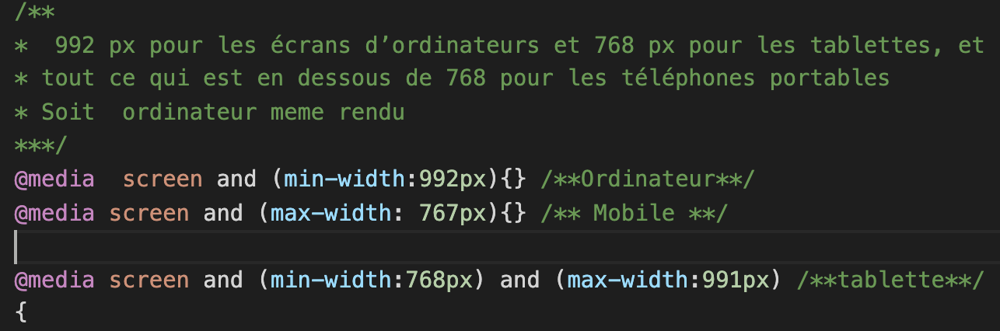 /**
*  992 px pour les écrans d’ordinateurs et 768 px pour les tablettes, et
* tout ce qui est en dessous de 768 pour les téléphones portables
* Soit  ordinateur meme rendu
***/
@media  screen and (min-width:992px){} /**Ordinateur**/
@media screen and (max-width: 767px){} /** Mobile **/
@media screen and (min-width:768px) and (max-width:991px) /**tablette**/
{